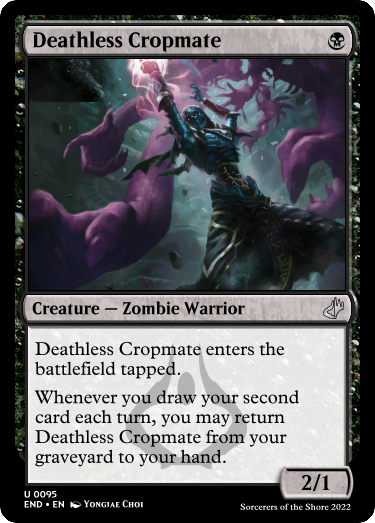 Deathless Cropmate
Creature — Zombie Warrior
Deathless Cropmate enters the
battlefield tapped.
Whenever you draw your second
card each turn, you may return
Deathless Cropmate from your
graveyard to your hand.
2/1
U 0095
END • EN Yongjae Choi
Sorcerers of the Shore 2022